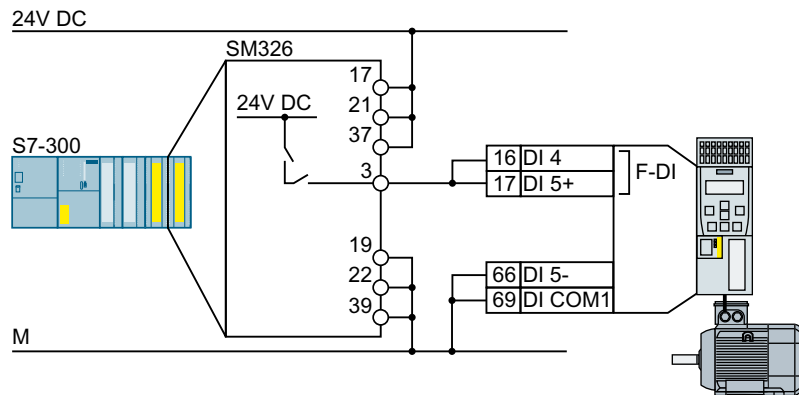 24V DC
SM326
17
21
24V DC
37
S7-300
3
16 DI 4
17 DI 5+
F-DI
19
22
39
66 DI 5-
69 DI COM1
M